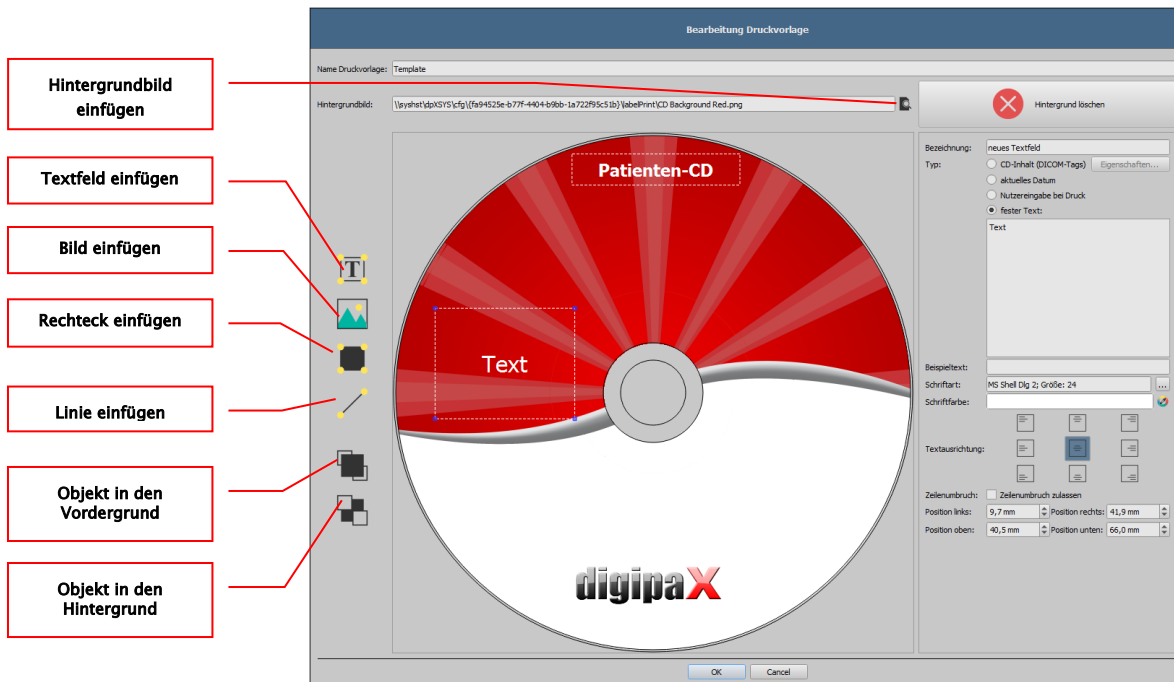 Bearbeitung Druckvorlage
Name Druckvorlage: Template
Hintergrundbild: \\syshst\dpXSYS\cfg\{fa94525e-b77f-4404-b9bb-1a722f95c51b}\labelPrint\CD Background Red.png
Hintergrund löschen
Hintergrundbild
einfügen
Textfeld einfügen
Bild einfügen
Rechteck einfügen
Linie einfügen
Objekt in den
Vordergrund
Objekt in den
Hintergrund
T
Patienten-CD
Text
digipaX
Bezeichnung: neues Textfeld
Typ: CD-Inhalt (DICOM-Tags) Eigenschaften...
aktuelles Datum
Nutzereingabe bei Druck
fester Text:
Text
Beispieltext:
Schriftart: MS Shell Dlg 2; Größe: 24 ...
Schriftfarbe:
Textausrichtung:
Zeilenumbruch: Zeilenumbruch zulassen
Position links: 9,7 mm Position rechts: 41,9 mm
Position oben: 40,5 mm Position unten: 66,0 mm
OK Cancel